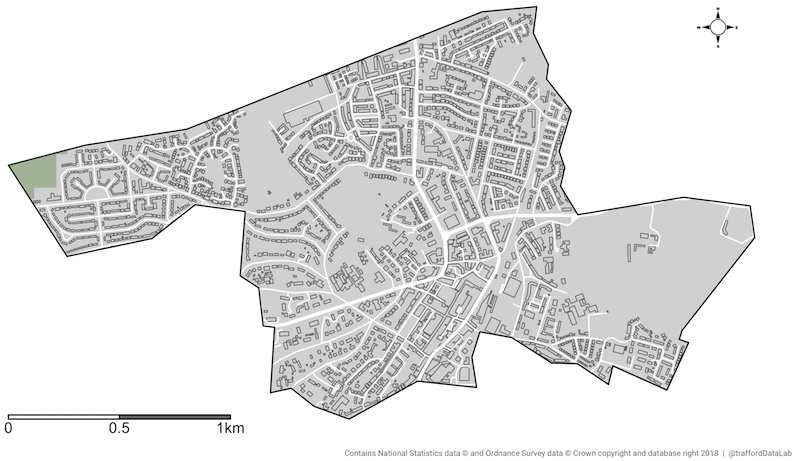 N
W E
S
0 0.5 1km
Contains National Statistics data © and Ordnance Survey data © Crown copyright and database right 2018 | @traffordDataLab